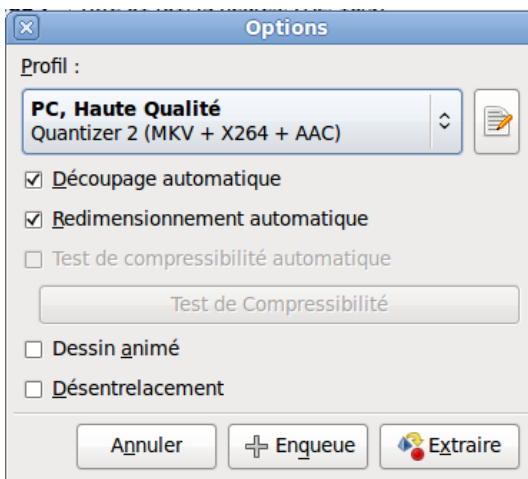 Options
Profil :
PC, Haute Qualité
Quantizer 2 (MKV + X264 + AAC)
Découpage automatique
Redimensionnement automatique
Test de compressibilité automatique
Test de Compressibilité
Dessin animé
Désentrelacement
Annuler Enqueue Extraire